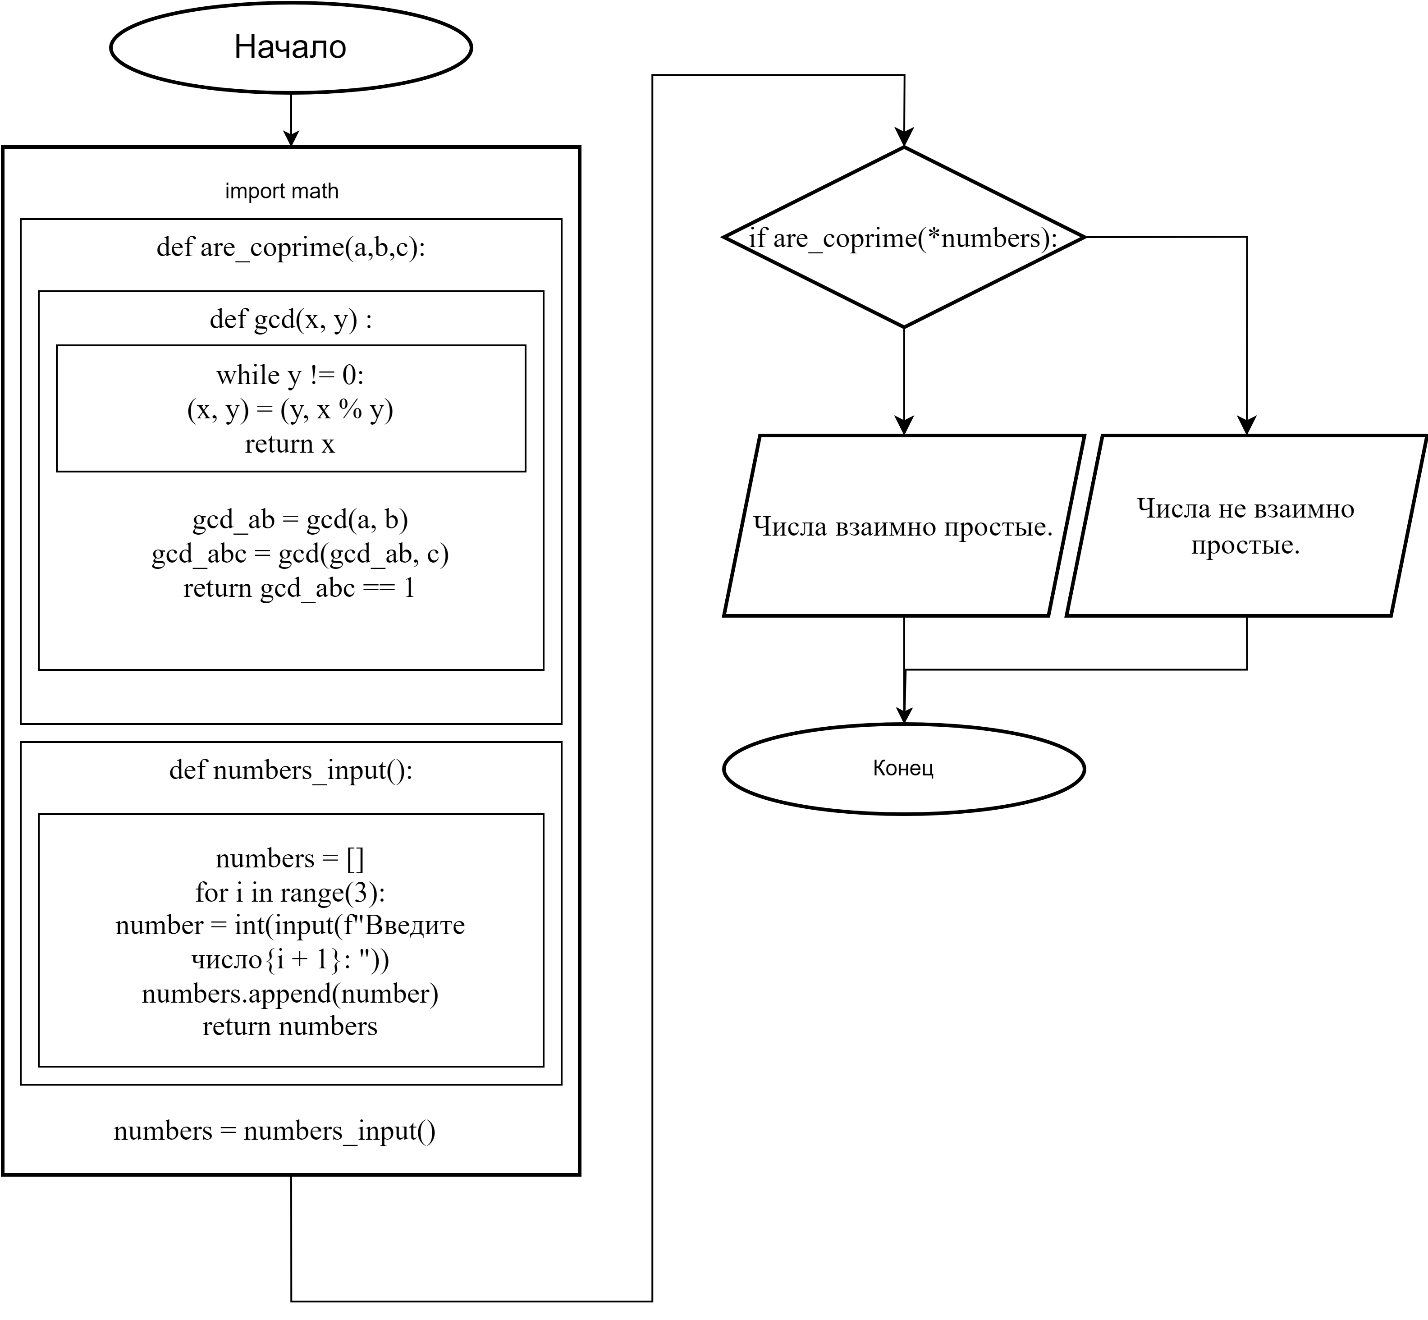 Начало
import math
def are_coprime(a,b,c):
def gcd(x, y) :
while y != 0:
(x, y) = (y, x % y)
return x
gcd_ab = gcd(a, b)
gcd_abc = gcd(gcd_ab, c)
return gcd_abc == 1
def numbers_input():
numbers = []
for i in range(3):
number = int(input(f"Введите
число{i + 1}: "))
numbers.append(number)
return numbers
numbers = numbers_input()
if are_coprime(*numbers):
Числа взаимно простые.
Числа не взаимно
простые.
Конец